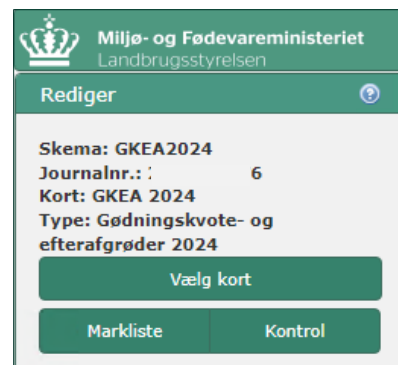 Miljø- og Fødevareministeriet
Landbrugsstyrelsen
Rediger
Skema: GKEA2024
Journalnr.: 6
Kort: GKEA 2024
Type: Gødningskvote- og
efterafgrøder 2024
Vælg kort
Markliste Kontrol